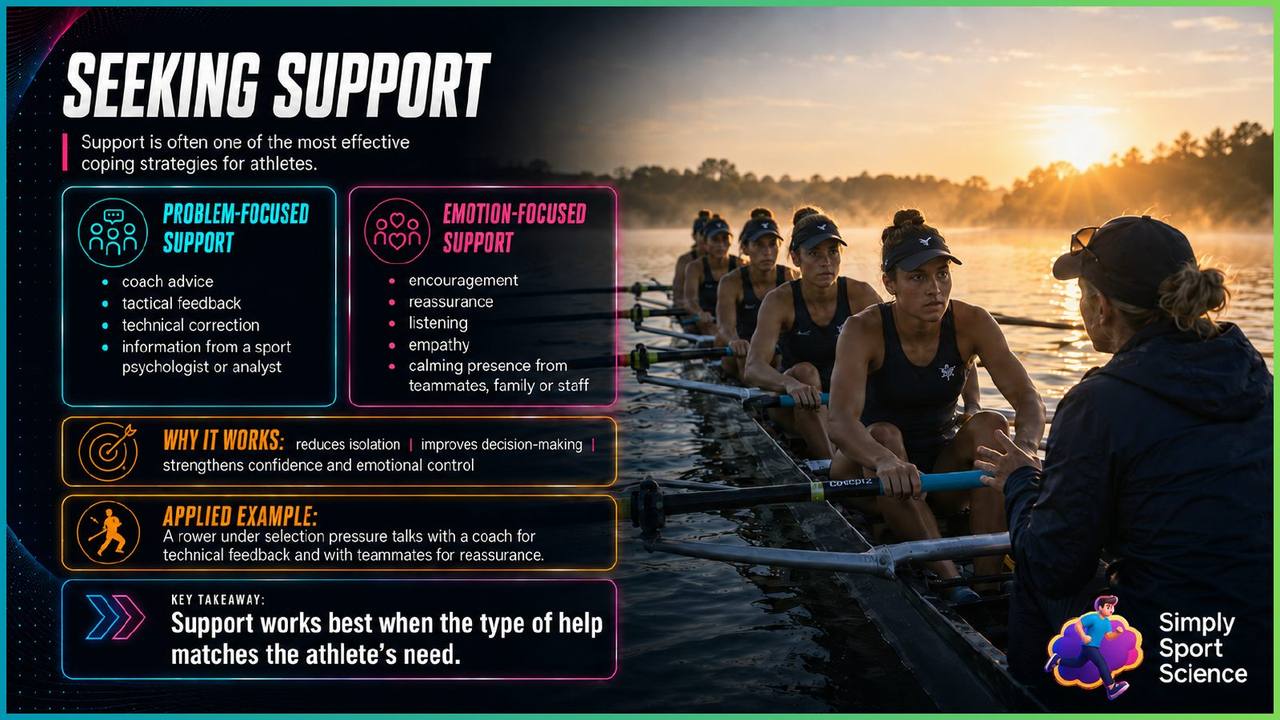 SEEKING SUPPORT
Support is often one of the most effective
coping strategies for athletes.
PROBLEM-FOCUSED
SUPPORT
• coach advice
• tactical feedback
• technical correction
• information from a sport
psychologist or analyst
EMOTION-FOCUSED
SUPPORT
• encouragement
• reassurance
• listening
• empathy
• calming presence from
teammates, family or staff
WHY IT WORKS: reduces isolation | improves decision-making |
strengthens confidence and emotional control
APPLIED EXAMPLE:
A rower under selection pressure talks with a coach for
technical feedback and with teammates for reassurance.
KEY TAKEAWAY:
Support works best when the type of help
matches the athlete's need.
Simply
Sport
Science